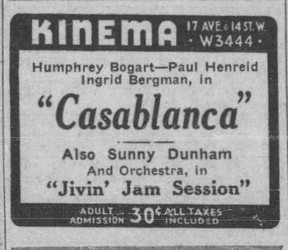 KINEMA 17 AVE. & 14 ST. W.
· W3444 ·
Humphrey Bogart—Paul Henreid
Ingrid Bergman, in
"Casablanca"
Also Sunny Dunham
And Orchestra, in
"Jivin' Jam Session"
ADULT ADMISSION 30¢ ALL TAXES INCLUDED